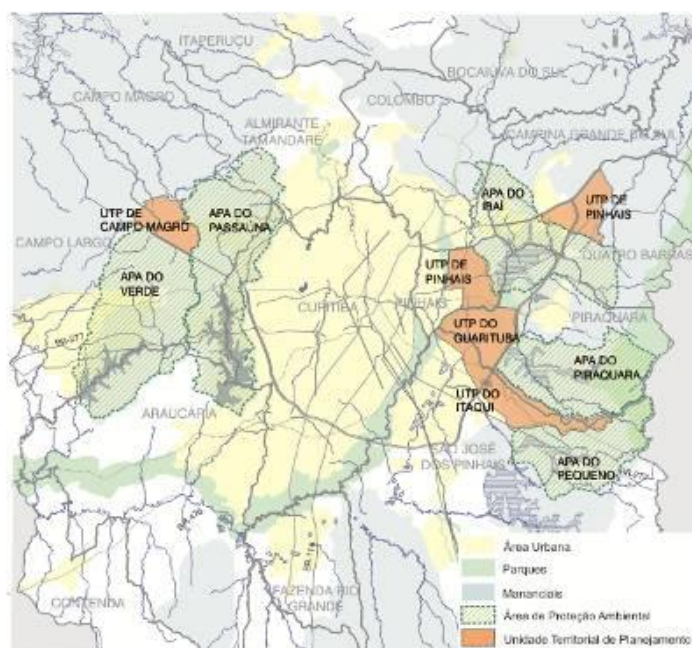 ITAPERUÇU
BOCAIUVA DO SUL
CAMPO MAGRO
COLOMBO
ALMIRANTE
TAMANDARÉ
CAMPINA GRANDE DO SUL
UTP DE
CAMPO MAGRO
APA DO
PASSAÚNA
APA DO
IRAÍ
UTP DE
PINHAIS
CAMPO LARGO
APA DO
VERDE
UTP DE
PINHAIS
QUATRO BARRAS
CURITIBA
PINHAIS
PIRAQUARA
UTP DO
GUARITUBA
BR-277
APA DO
PIRAQUARA
UTP DO
ITAQUI
ARAUCÁRIA
SÃO JOSÉ
DOS PINHAIS
APA DO
PEQUENO
FAZENDA RIO
GRANDE
CONTENDA
Área Urbana
Parques
Mananciais
Área de Proteção Ambiental
Unidade Territorial de Planejamento